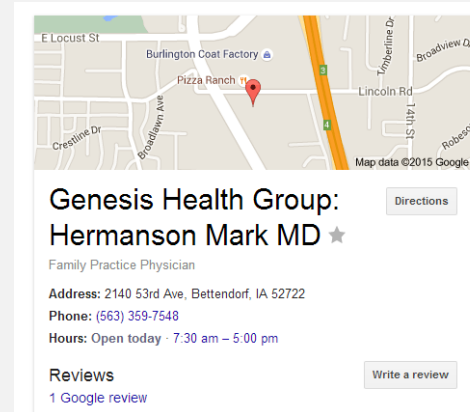 E Locust St
Burlington Coat Factory
Timberline Dr
Broadview D
Pizza Ranch
3
Lincoln Rd
Broadlawn Ave
Crestline Dr
4
14th St
Robeso
Map data ©2015 Google
Genesis Health Group:
Hermanson Mark MD
Directions
Family Practice Physician
Address: 2140 53rd Ave, Bettendorf, IA 52722
Phone: (563) 359-7548
Hours: Open today · 7:30 am – 5:00 pm
Reviews
Write a review
1 Google review